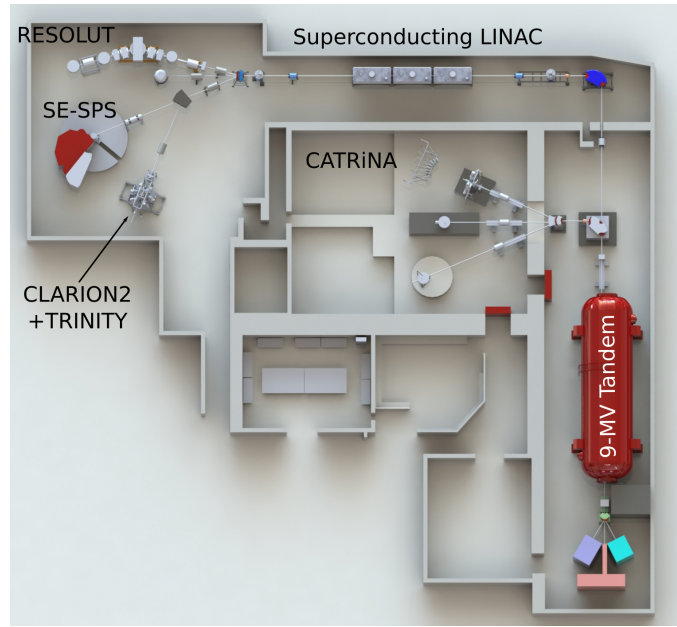 RESOLUT
Superconducting LINAC
SE-SPS
CATRiNA
CLARION2
+TRINITY
9-MV Tandem